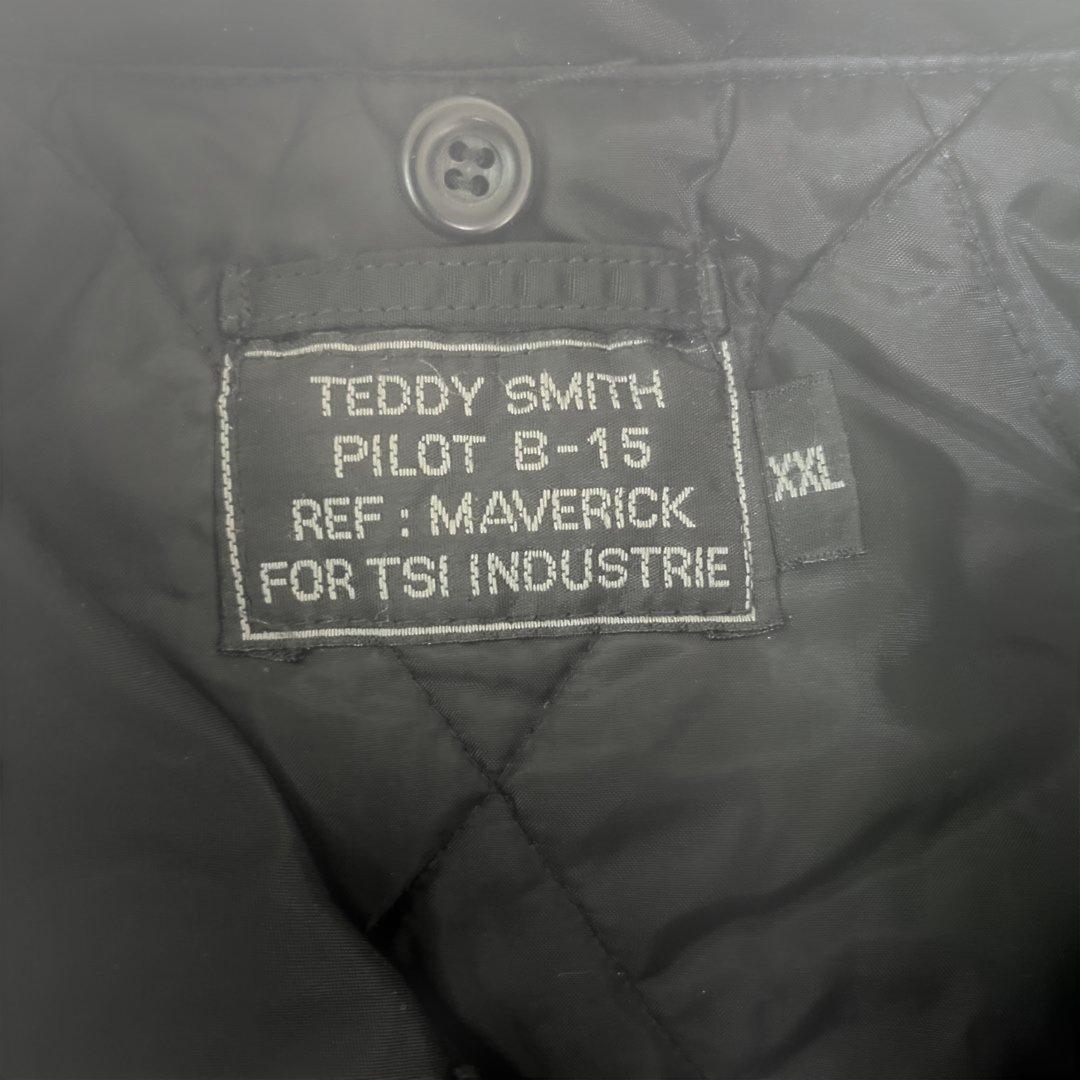 TEDDY SMITH
PILOT B-15
REF : MAVERICK
FOR TSI INDUSTRIE
XXL